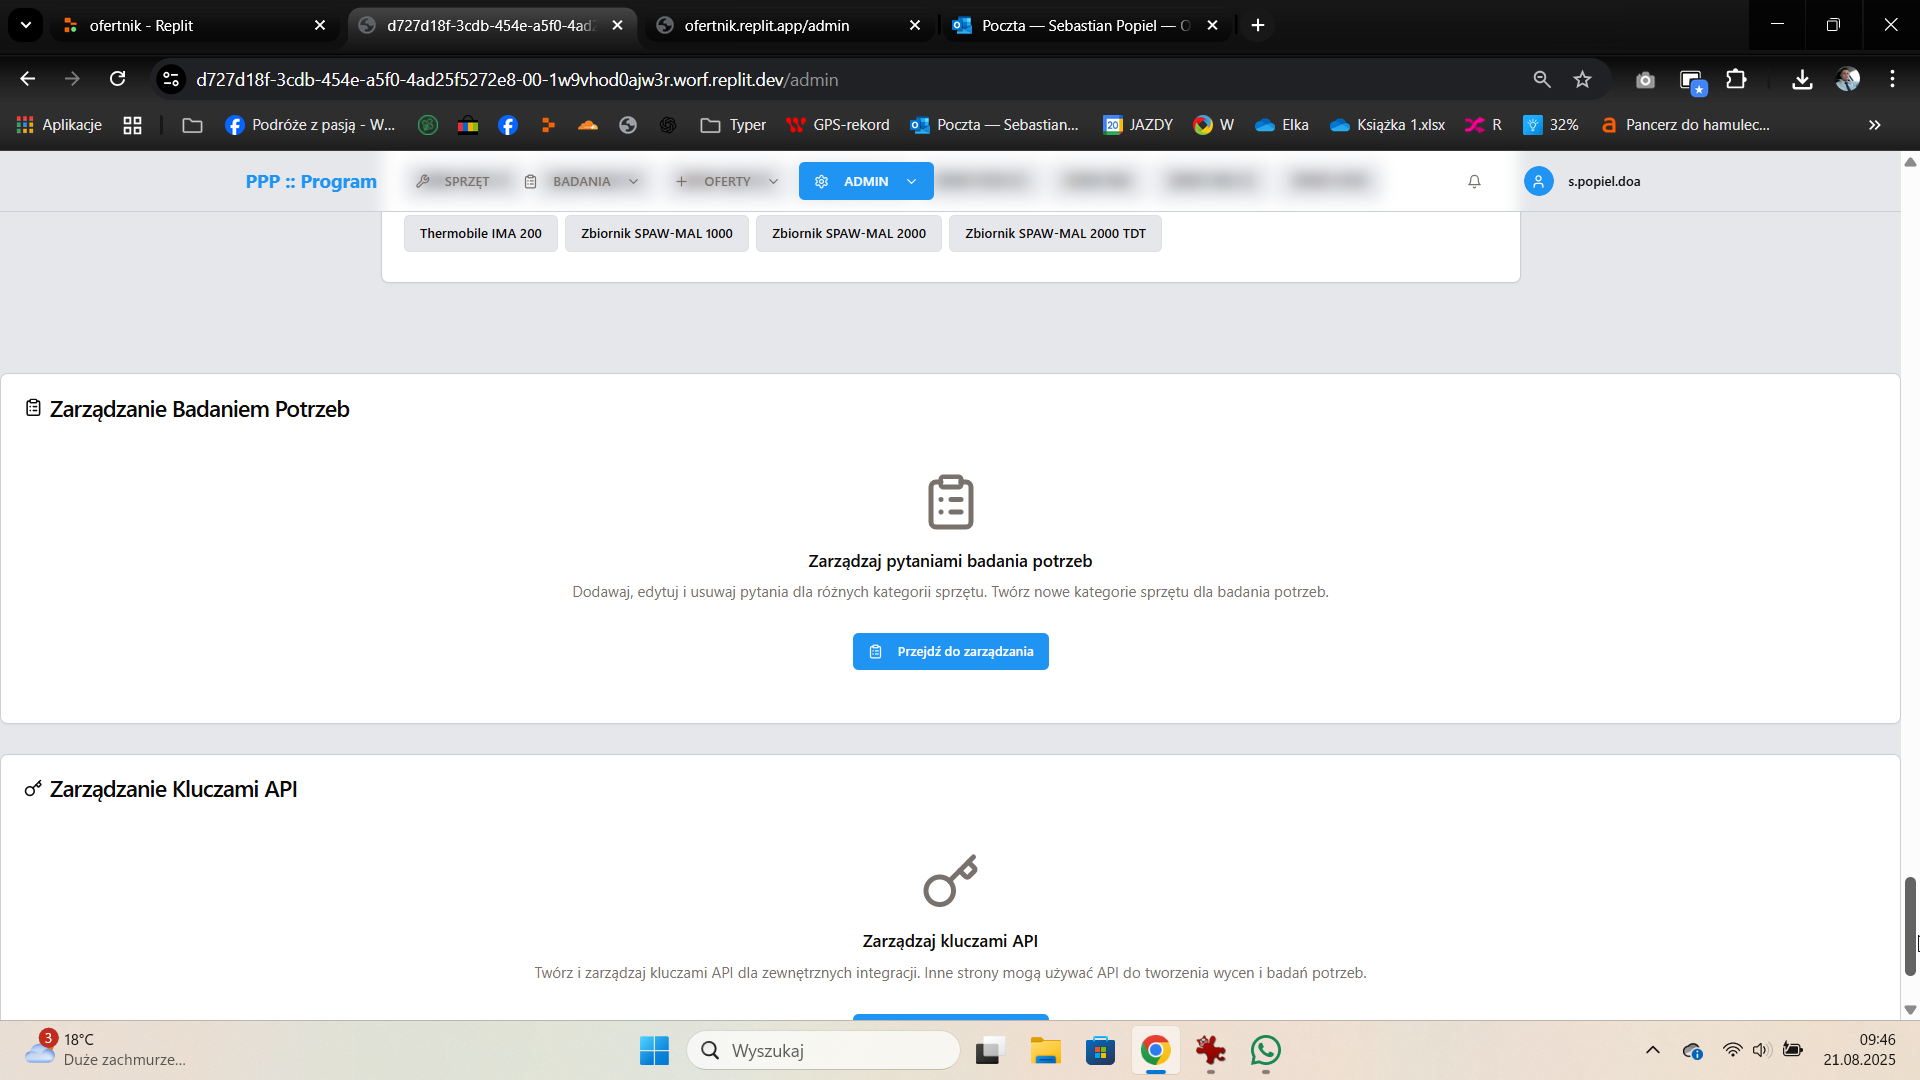 ofertnik - Replit
d727d18f-3cdb-454e-a5f0-4ad2
ofertnik.replit.app/admin
Poczta — Sebastian Popiel — O
d727d18f-3cdb-454e-a5f0-4ad25f5272e8-00-1w9vhod0ajw3r.worf.replit.dev/admin
Aplikacje
Podróże z pasją - W...
Typer
GPS-rekord
Poczta — Sebastian...
20
JAZDY
W
Elka
Książka 1.xlsx
R
32%
Pancerz do hamulec...
PPP :: Program
SPRZĘT
BADANIA
OFERTY
ADMIN
s.popiel.doa
Thermobile IMA 200
Zbiornik SPAW-MAL 1000
Zbiornik SPAW-MAL 2000
Zbiornik SPAW-MAL 2000 TDT
Zarządzanie Badaniem Potrzeb
Zarządzaj pytaniami badania potrzeb
Dodawaj, edytuj i usuwaj pytania dla różnych kategorii sprzętu. Twórz nowe kategorie sprzętu dla badania potrzeb.
Przejdź do zarządzania
Zarządzanie Kluczami API
Zarządzaj kluczami API
Twórz i zarządzaj kluczami API dla zewnętrznych integracji. Inne strony mogą używać API do tworzenia wycen i badań potrzeb.
3
18°C
Duże zachmurze...
Wyszukaj
09:46
21.08.2025